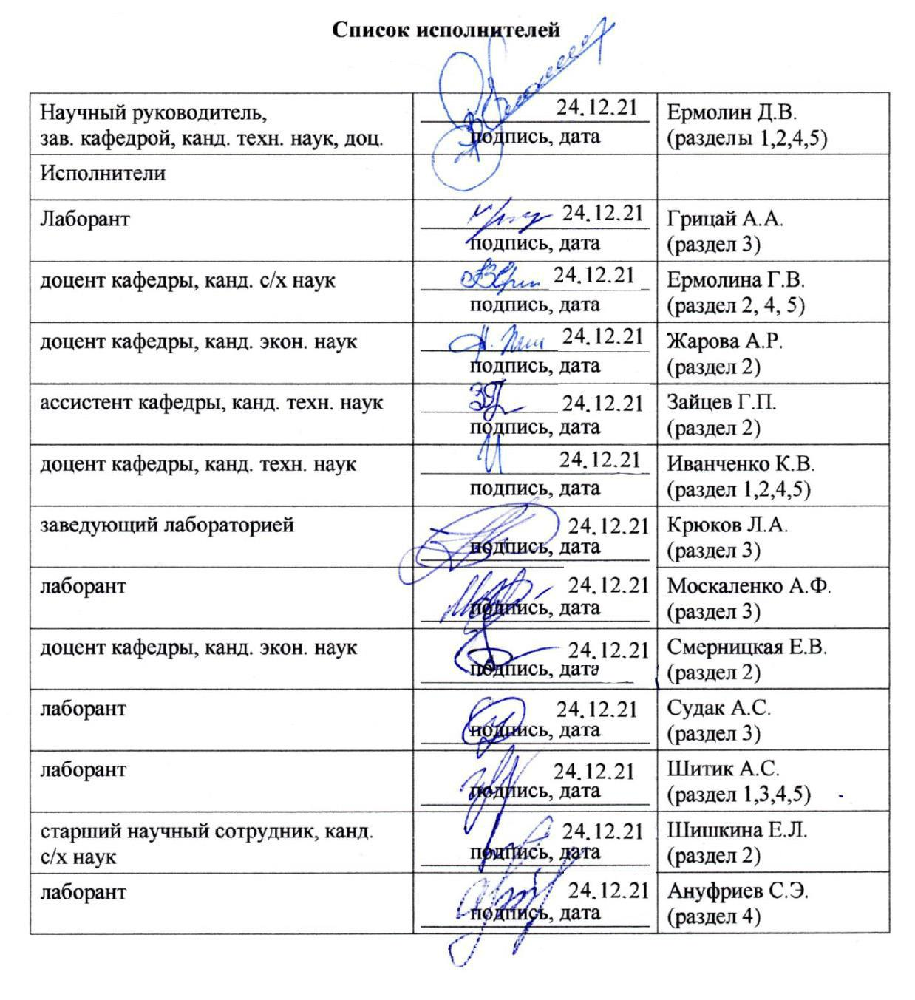 Список исполнителей
Научный руководитель,
зав. кафедрой, канд. техн. наук, доц.
24.12.21
подпись, дата
Ермолин Д.В.
(разделы 1,2,4,5)
Исполнители
Лаборант
24.12.21
подпись, дата
Грицай А.А.
(раздел 3)
доцент кафедры, канд. с/х наук
24.12.21
подпись, дата
Ермолина Г.В.
(раздел 2, 4, 5)
доцент кафедры, канд. экон. наук
24.12.21
подпись, дата
Жарова А.Р.
(раздел 2)
ассистент кафедры, канд. техн. наук
24.12.21
подпись, дата
Зайцев Г.П.
(раздел 2)
доцент кафедры, канд. техн. наук
24.12.21
подпись, дата
Иванченко К.В.
(раздел 1,2,4,5)
заведующий лабораторией
24.12.21
подпись, дата
Крюков Л.А.
(раздел 3)
лаборант
24.12.21
подпись, дата
Москаленко А.Ф.
(раздел 3)
доцент кафедры, канд. экон. наук
24.12.21
подпись, дата
Смерницкая Е.В.
(раздел 2)
лаборант
24.12.21
подпись, дата
Судак А.С.
(раздел 3)
лаборант
24.12.21
подпись, дата
Шитик А.С.
(раздел 1,3,4,5)
старший научный сотрудник, канд.
с/х наук
24.12.21
подпись, дата
Шишкина Е.Л.
(раздел 2)
лаборант
24.12.21
подпись, дата
Ануфриев С.Э.
(раздел 4)